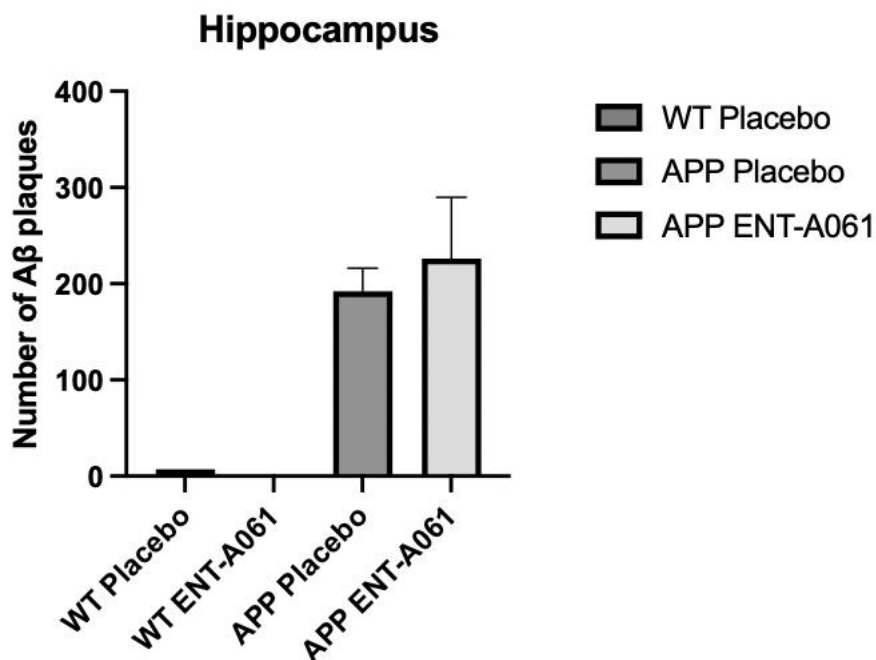 Hippocampus
Number of Aβ plaques
400
300
200
100
0
WT Placebo
WT ENT-A061
APP Placebo
APP ENT-A061
WT Placebo
APP Placebo
APP ENT-A061